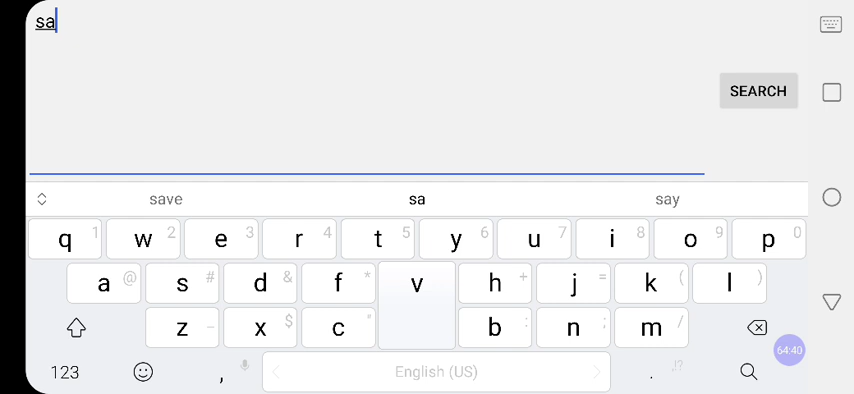 sa
SEARCH
save sa say
q 1 w 2 e 3 r 4 t 5 y 6 u 7 i 8 o 9 p 0
a @ s # d & f * v h + j = k ( l )
z _ x $ c " b : n ; m /
123 , English (US) . .!?
64:40